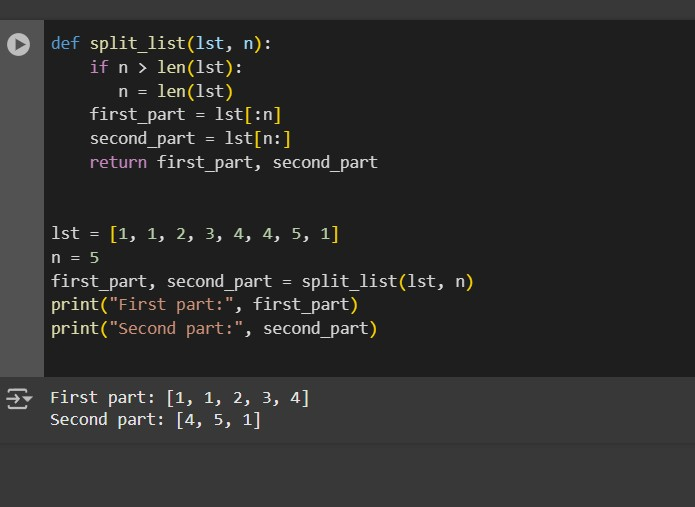 def split_list(lst, n):
    if n > len(lst):
       n = len(lst)
    first_part = lst[:n]
    second_part = lst[n:]
    return first_part, second_part
lst = [1, 1, 2, 3, 4, 4, 5, 1]
n = 5
first_part, second_part = split_list(lst, n)
print("First part:", first_part)
print("Second part:", second_part)
First part: [1, 1, 2, 3, 4]
Second part: [4, 5, 1]